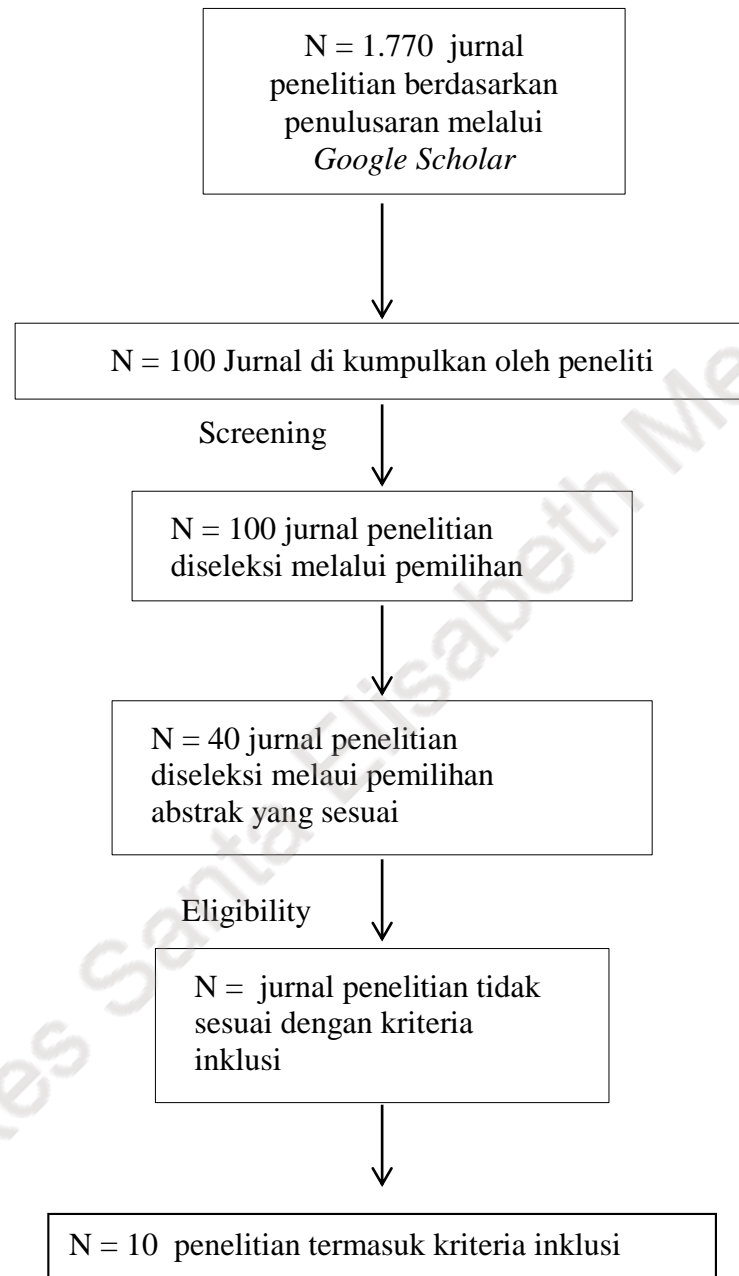 N = 1.770 jurnal
penelitian berdasarkan
penulusaran melalui
Google Scholar
N = 100 Jurnal di kumpulkan oleh peneliti
Screening
N = 100 jurnal penelitian
diseleksi melalui pemilihan
N = 40 jurnal penelitian
diseleksi melaui pemilihan
abstrak yang sesuai
Eligibility
N = jurnal penelitian tidak
sesuai dengan kriteria
inklusi
N = 10 penelitian termasuk kriteria inklusi
Santa Elisabeth